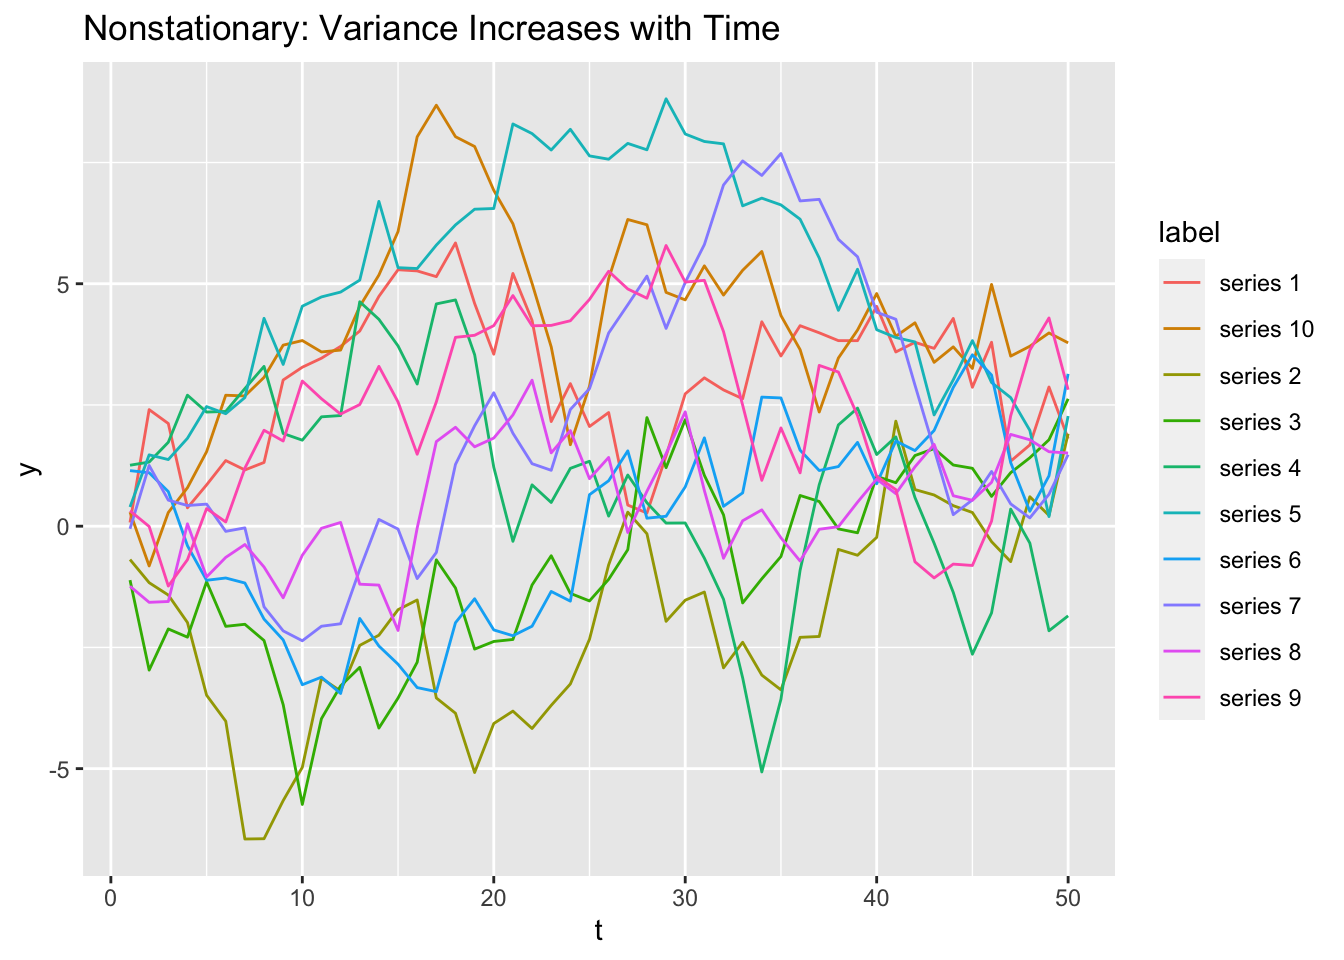 Nonstationary: Variance Increases with Time
y
5
0
-5
0 10 20 30 40 50
t
label
series 1
series 10
series 2
series 3
series 4
series 5
series 6
series 7
series 8
series 9